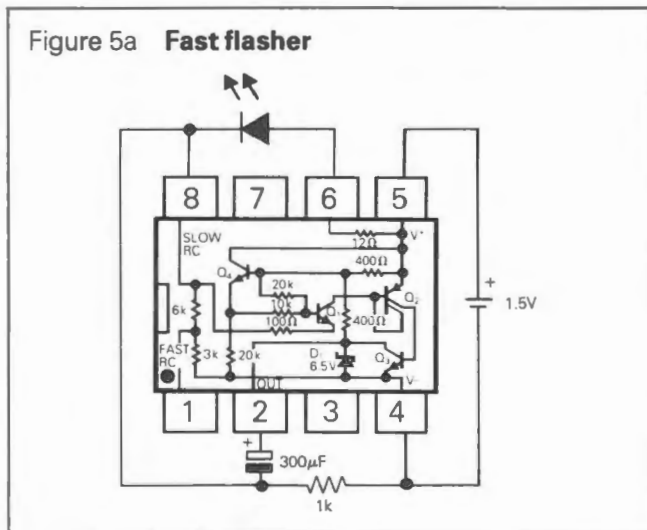 Figure 5a Fast flasher
8 7 6 5
SLOW
RC
12Ω
V⁺
400Ω
Q₄
20k
10k
100Ω
Q₁
400Ω
Q₂
6k
FAST
RC
3k
20k
D₁
6.5V
Q₃
OUT
V⁻
+
1.5V
1 2 3 4
+
300μF
1k